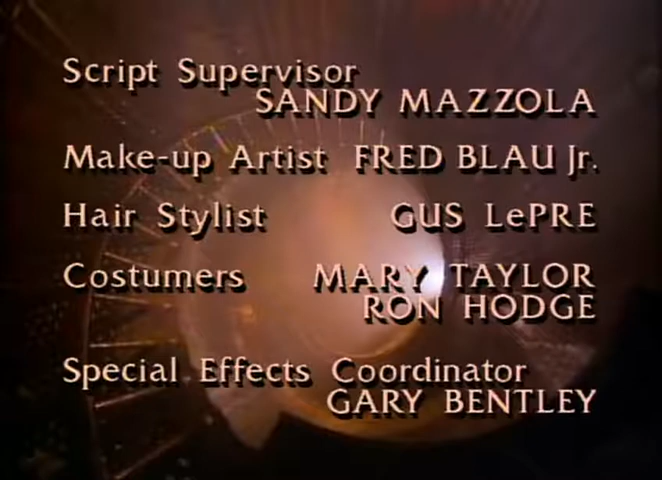 Script Supervisor
SANDY MAZZOLA
Make-up Artist FRED BLAU Jr.
Hair Stylist GUS LePRE
Costumers MARY TAYLOR
RON HODGE
Special Effects Coordinator
GARY BENTLEY